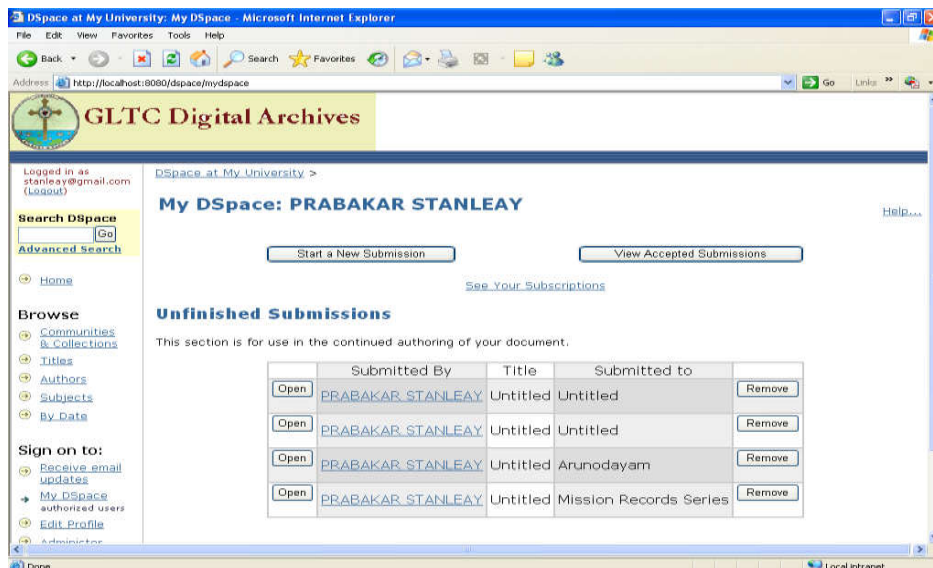 DSpace at My University: My DSpace - Microsoft Internet Explorer
File Edit View Favorites Tools Help
Back Search Favorites
Address http://localhost:8080/dspace/mydspace Go Links »
GLTC Digital Archives
Logged in as
stanleay@gmail.com
(Logout)
Search DSpace
Go
Advanced Search
Home
Browse
Communities
& Collections
Titles
Authors
Subjects
By Date
Sign on to:
Receive email
updates
My DSpace
authorized users
Edit Profile
DSpace at My University >
My DSpace: PRABAKAR STANLEAY
Help...
Start a New Submission View Accepted Submissions
See Your Subscriptions
Unfinished Submissions
This section is for use in the continued authoring of your document.
Submitted By Title Submitted to
Open PRABAKAR STANLEAY Untitled Untitled Remove
Open PRABAKAR STANLEAY Untitled Untitled Remove
Open PRABAKAR STANLEAY Untitled Arunodayam Remove
Open PRABAKAR STANLEAY Untitled Mission Records Series Remove
Done Local intranet